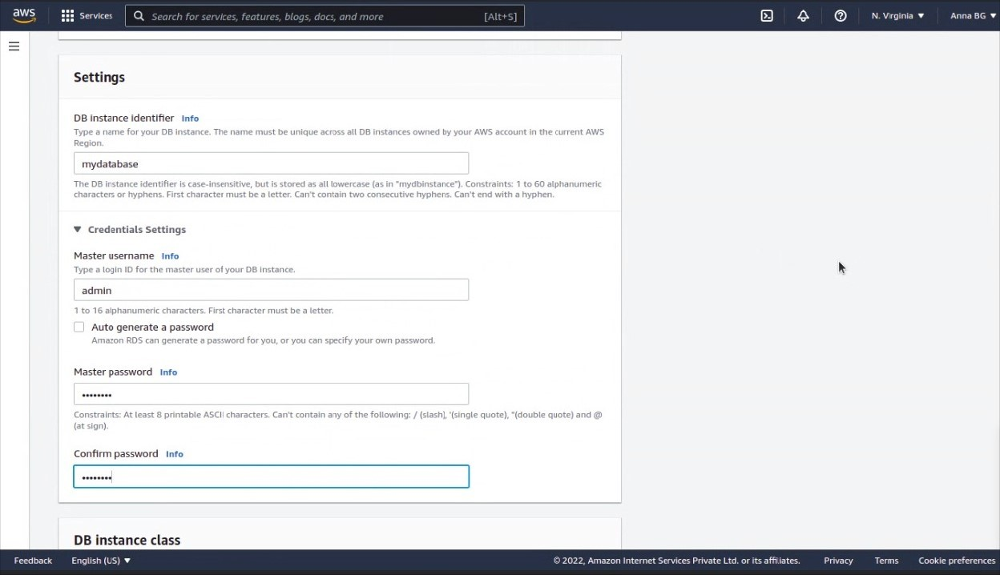 aws
Services
Search for services, features, blogs, docs, and more
[Alt+S]
N. Virginia
Anna BG
Settings
DB instance identifier Info
Type a name for your DB instance. The name must be unique across all DB instances owned by your AWS account in the current AWS
Region.
mydatabase
The DB instance identifier is case-insensitive, but is stored as all lowercase (as in "mydbinstance"). Constraints: 1 to 60 alphanumeric
characters or hyphens. First character must be a letter. Can't contain two consecutive hyphens. Can't end with a hyphen.
Credentials Settings
Master username Info
Type a login ID for the master user of your DB instance.
admin
1 to 16 alphanumeric characters. First character must be a letter.
Auto generate a password
Amazon RDS can generate a password for you, or you can specify your own password.
Master password Info
••••••••
Constraints: At least 8 printable ASCII characters. Can't contain any of the following: / (slash), '(single quote), "(double quote) and @
(at sign).
Confirm password Info
••••••••
DB instance class
Feedback
English (US)
© 2022, Amazon Internet Services Private Ltd. or its affiliates.
Privacy
Terms
Cookie preferences